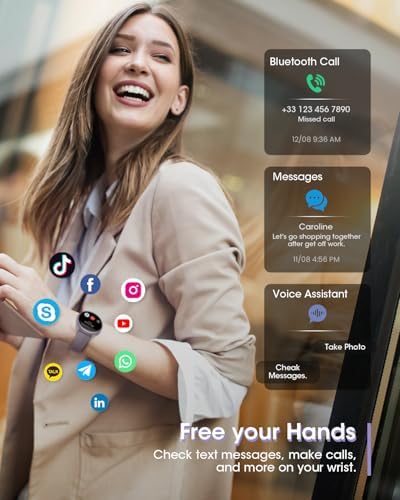 Bluetooth Call
+33 123 456 7890
Missed call
12/08 9:36 AM
Messages
Caroline
Let's go shopping together
after get off work.
11/08 4:56 PM
Voice Assistant
Take Photo
Cheak
Messages.
TALK
Free your Hands
Check text messages, make calls,
and more on your wrist.